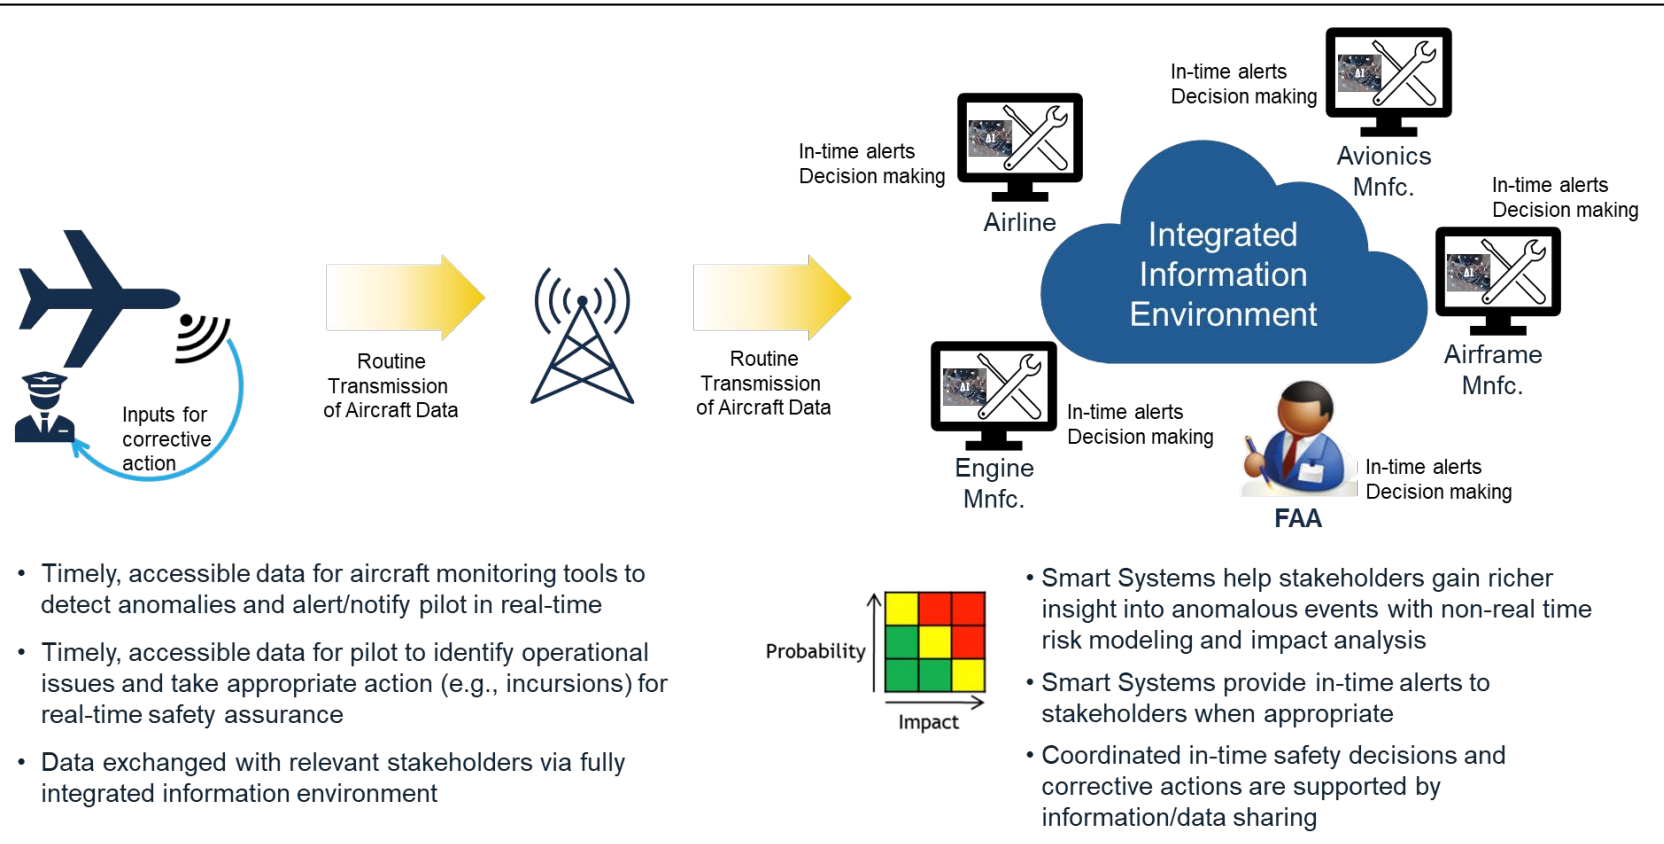 In-time alerts
Decision making
Avionics
Mnfc.
In-time alerts
Decision making
Airline
In-time alerts
Decision making
Airframe
Mnfc.
Integrated
Information
Environment
Inputs for
corrective
action
Routine
Transmission
of Aircraft Data
Routine
Transmission
of Aircraft Data
Engine
Mnfc.
In-time alerts
Decision making
In-time alerts
Decision making
FAA
AI
AI
AI
AI
• Timely, accessible data for aircraft monitoring tools to
detect anomalies and alert/notify pilot in real-time
• Timely, accessible data for pilot to identify operational
issues and take appropriate action (e.g., incursions) for
real-time safety assurance
• Data exchanged with relevant stakeholders via fully
integrated information environment
Probability
Impact
• Smart Systems help stakeholders gain richer
insight into anomalous events with non-real time
risk modeling and impact analysis
• Smart Systems provide in-time alerts to
stakeholders when appropriate
• Coordinated in-time safety decisions and
corrective actions are supported by
information/data sharing